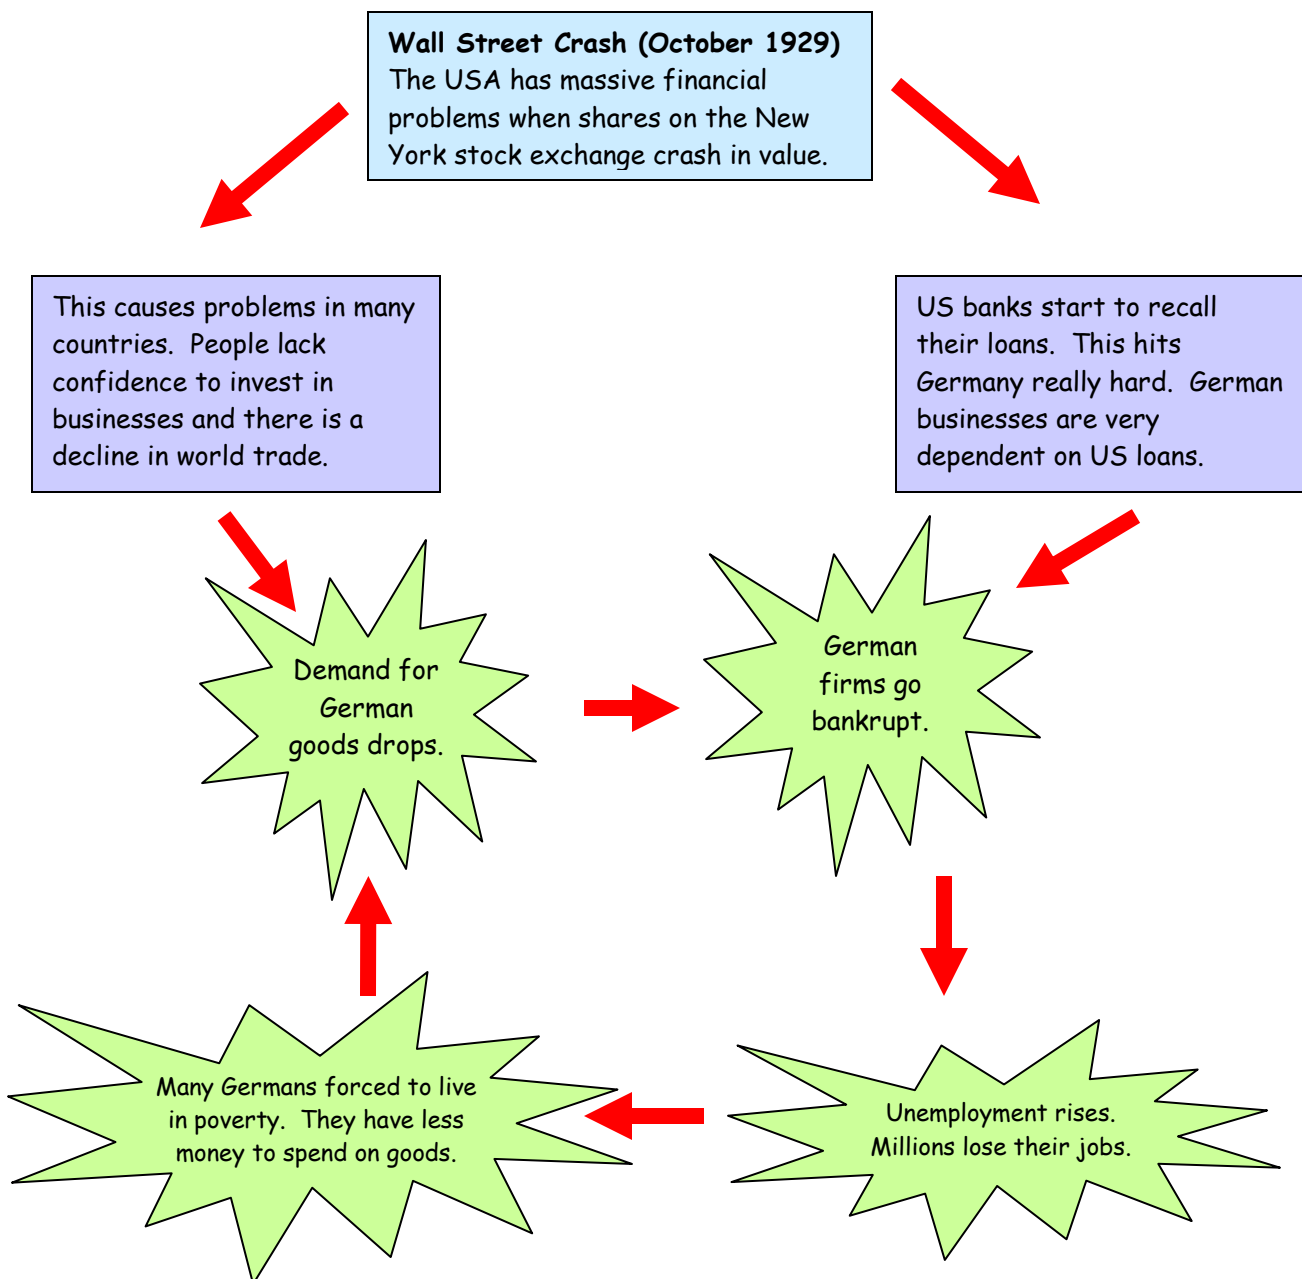 Wall Street Crash (October 1929)
The USA has massive financial
problems when shares on the New
York stock exchange crash in value.
This causes problems in many
countries.  People lack
confidence to invest in
businesses and there is a
decline in world trade.
US banks start to recall
their loans.  This hits
Germany really hard.  German
businesses are very
dependent on US loans.
Demand for
German
goods drops.
German
firms go
bankrupt.
Many Germans forced to live
in poverty.  They have less
money to spend on goods.
Unemployment rises.
Millions lose their jobs.